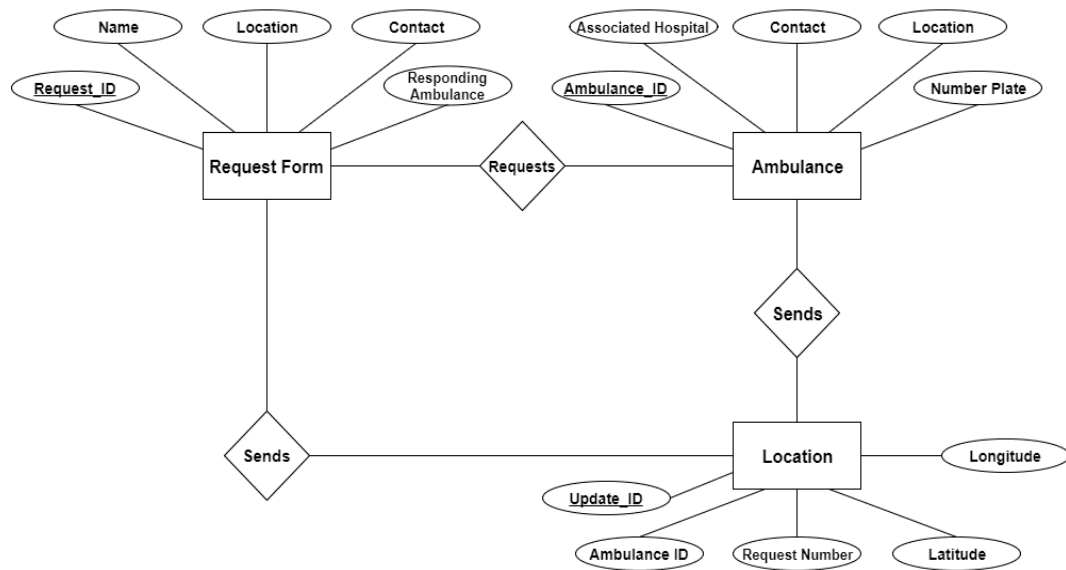 Name
Location
Contact
Associated Hospital
Contact
Location
Request_ID
Responding
Ambulance
Ambulance_ID
Number Plate
Request Form
Requests
Ambulance
Sends
Sends
Location
Longitude
Update_ID
Ambulance ID
Request Number
Latitude